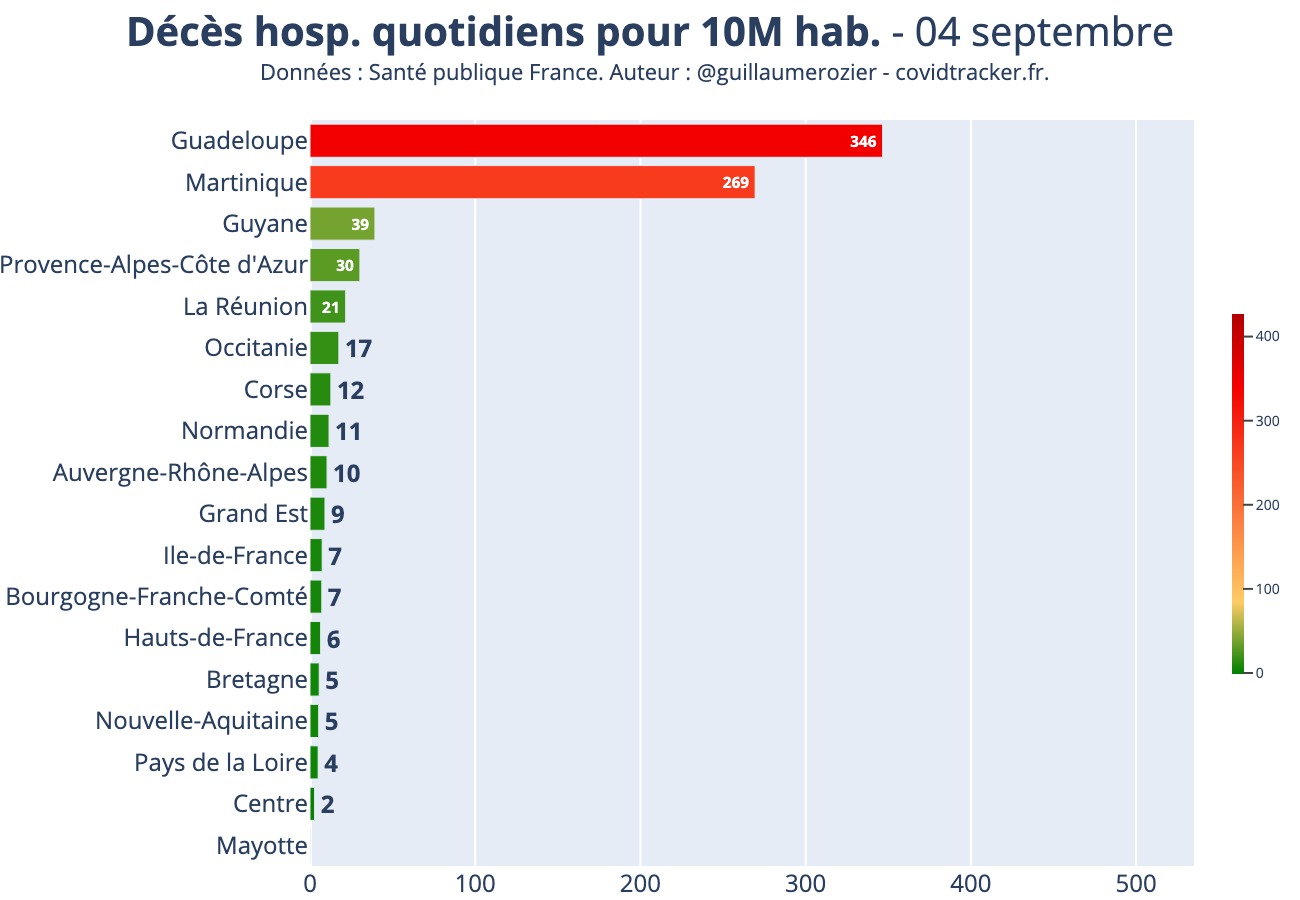 Décès hosp. quotidiens pour 10M hab. - 04 septembre
Données : Santé publique France. Auteur : @guillaumerozier - covidtracker.fr.
Guadeloupe 346
Martinique 269
Guyane 39
Provence-Alpes-Côte d'Azur 30
La Réunion 21
Occitanie 17
Corse 12
Normandie 11
Auvergne-Rhône-Alpes 10
Grand Est 9
Ile-de-France 7
Bourgogne-Franche-Comté 7
Hauts-de-France 6
Bretagne 5
Nouvelle-Aquitaine 5
Pays de la Loire 4
Centre 2
Mayotte
0 100 200 300 400 500
400
300
200
100
0